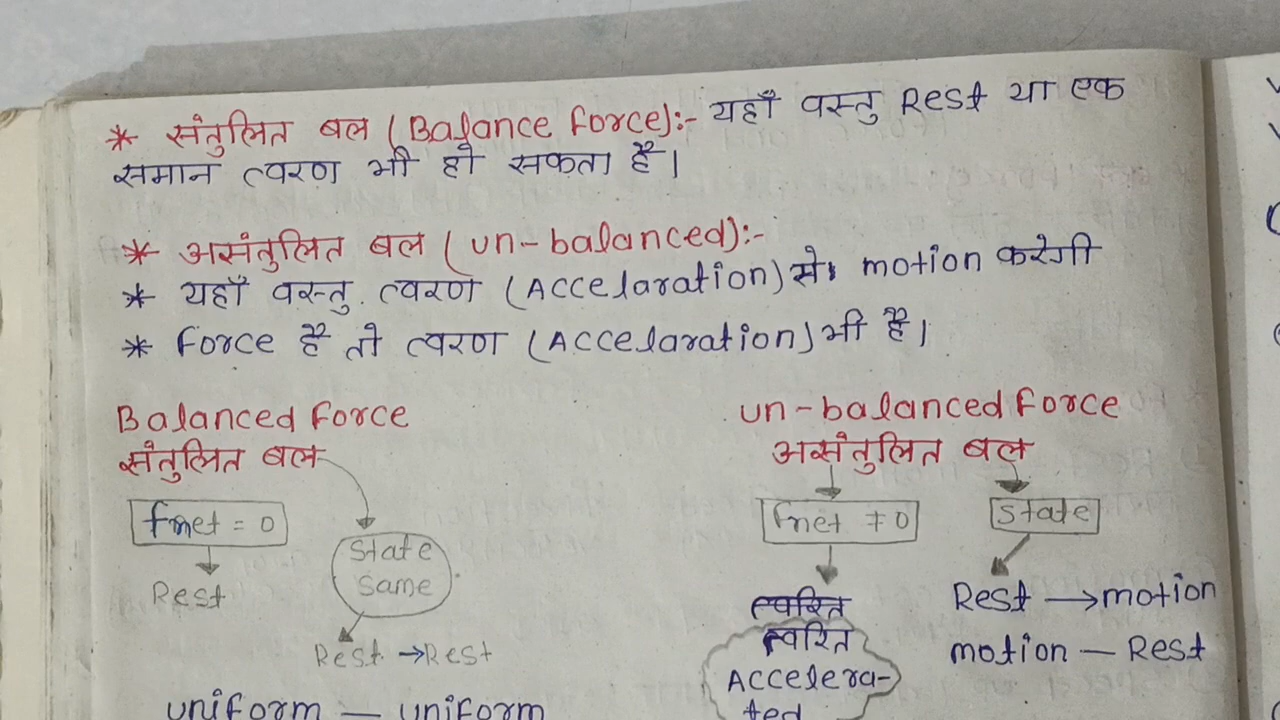 * संतुलित बल (Balance force):- यहाँ वस्तु Rest या एक
समान त्वरण भी हो सकता है।
* असंतुलित बल (un-balanced):-
* यहाँ वस्तु त्वरण (Accelaration) से motion करेगी
* force है तो त्वरण (Accelaration) भी है।
Balanced force
संतुलित बल
fnet = 0
Rest
State
Same
Rest → Rest
uniform — uniform
un-balanced force
असंतुलित बल
fnet ≠ 0
State
त्वरित
त्वरित
Accelera-
ted
Rest → motion
motion — Rest